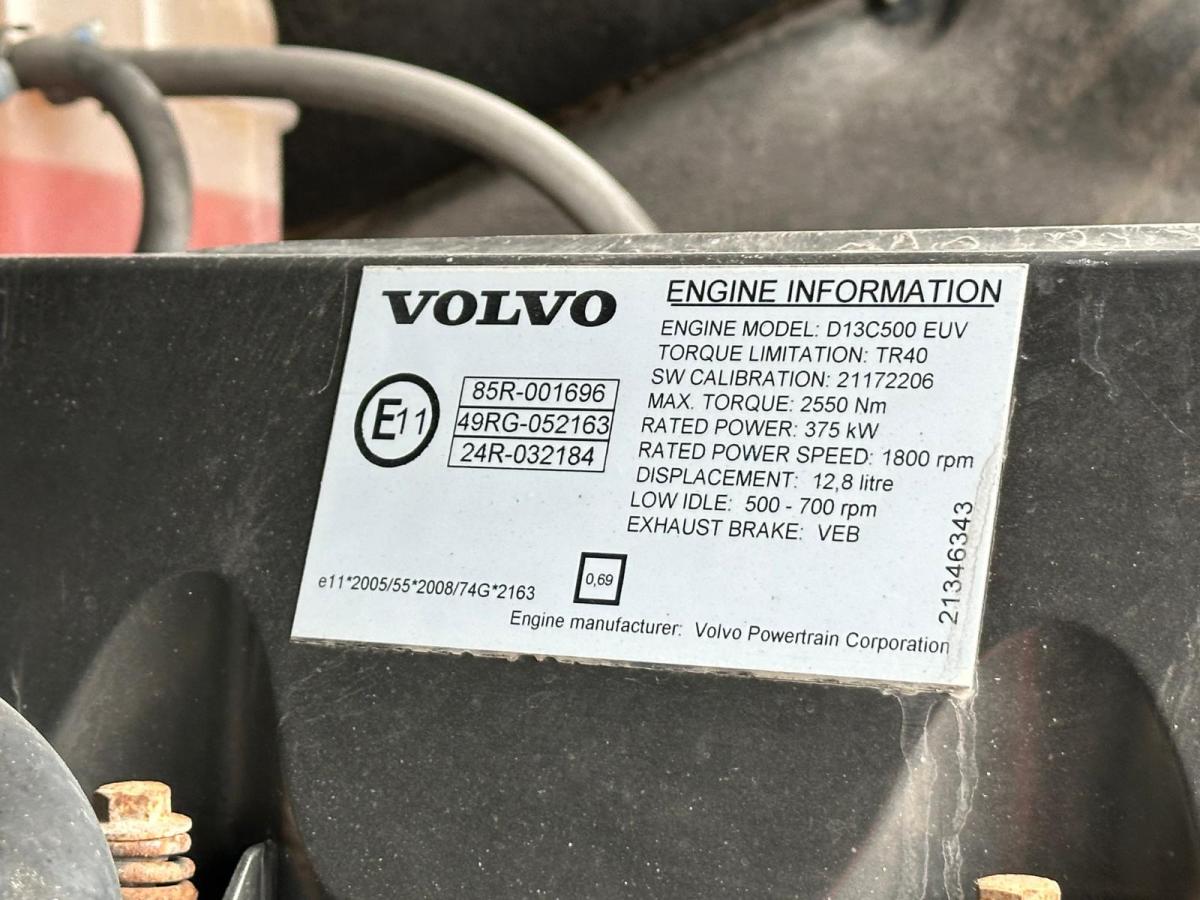 VOLVO
E11
85R-001696
49RG-052163
24R-032184
ENGINE INFORMATION
ENGINE MODEL: D13C500 EUV
TORQUE LIMITATION: TR40
SW CALIBRATION: 21172206
MAX. TORQUE: 2550 Nm
RATED POWER: 375 kW
RATED POWER SPEED: 1800 rpm
DISPLACEMENT: 12,8 litre
LOW IDLE: 500 - 700 rpm
EXHAUST BRAKE: VEB
21346343
e11*2005/55*2008/74G*2163
0,69
Engine manufacturer: Volvo Powertrain Corporation